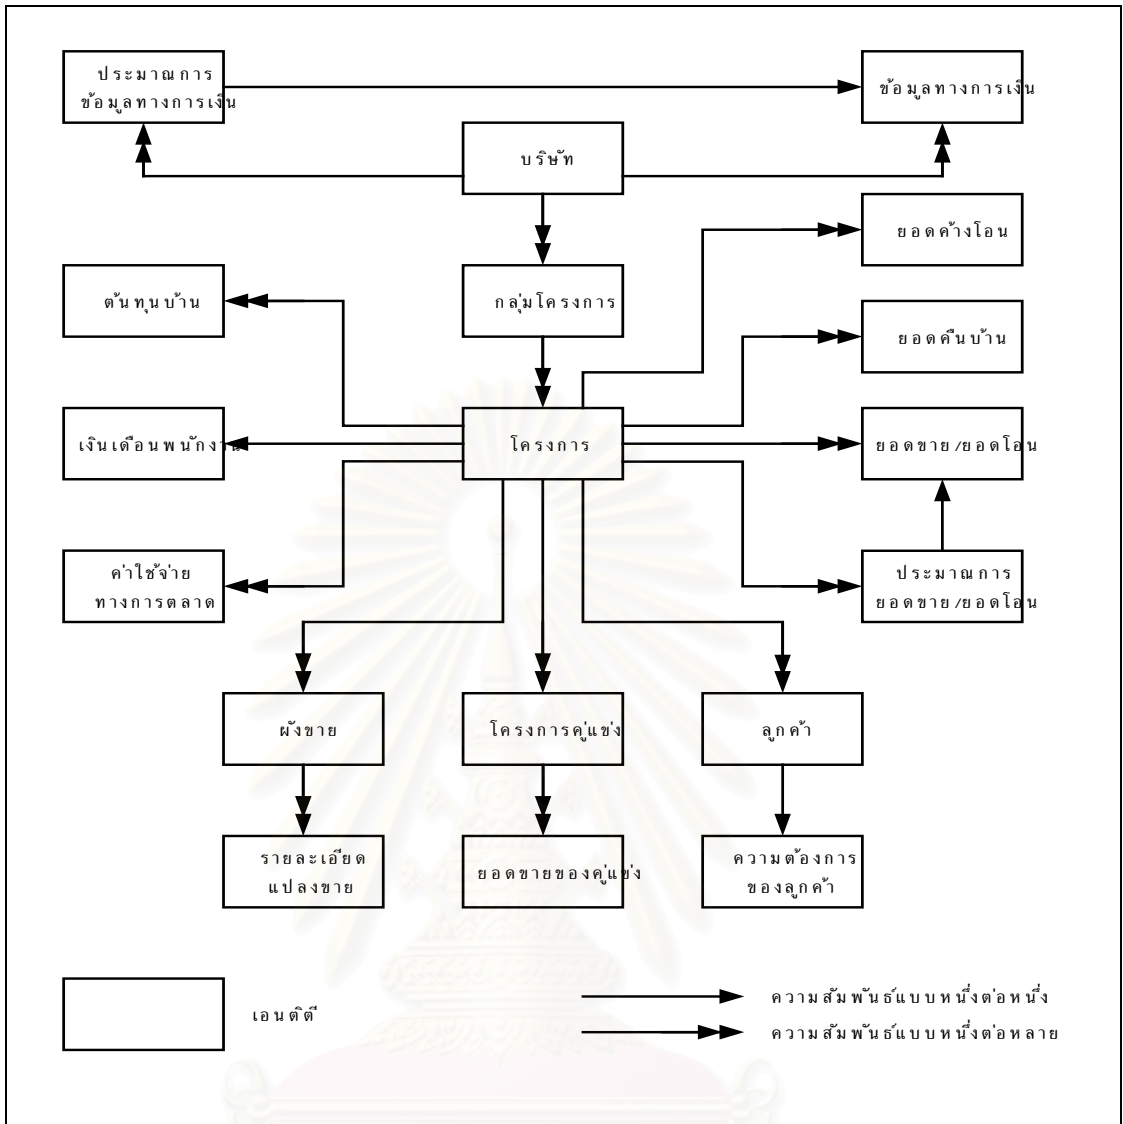 ประมาณการ
ข้อมูลทางการเงิน
ข้อมูลทางการเงิน
บริษัท
ยอดค้างโอน
ต้นทุนบ้าน
กลุ่มโครงการ
ยอดคืนบ้าน
เงินเดือนพนักงาน
โครงการ
ยอดขาย/ยอดโอน
ค่าใช้จ่าย
ทางการตลาด
ประมาณการ
ยอดขาย/ยอดโอน
ผังขาย
โครงการคู่แข่ง
ลูกค้า
รายละเอียด
แปลงขาย
ยอดขายของคู่แข่ง
ความต้องการ
ของลูกค้า
เอนติตี
ความสัมพันธ์แบบหนึ่งต่อหนึ่ง
ความสัมพันธ์แบบหนึ่งต่อหลาย